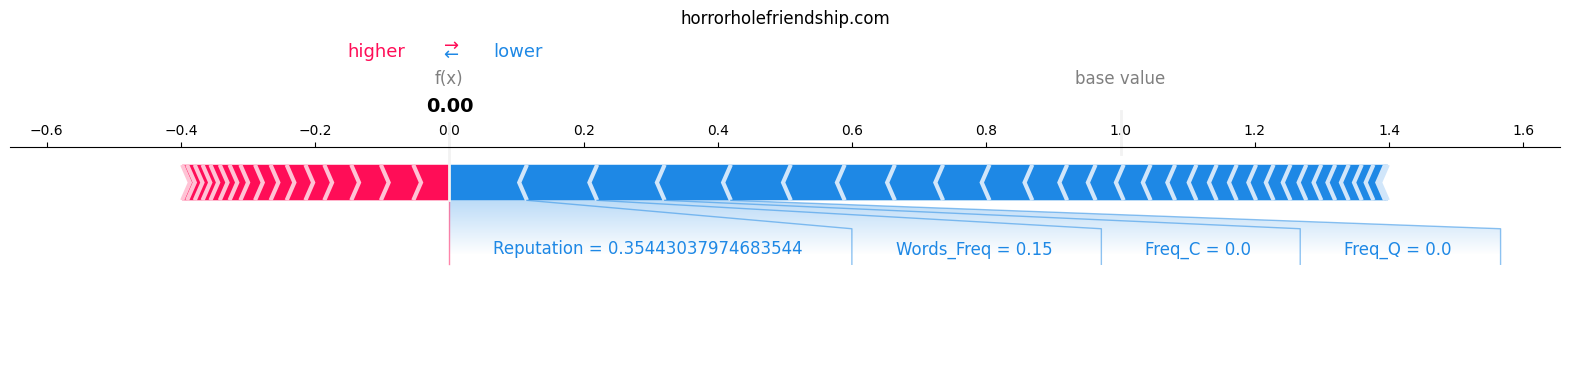 horrorholefriendship.com
higher → ← lower
f(x) base value
0.00
−0.6 −0.4 −0.2 0.0 0.2 0.4 0.6 0.8 1.0 1.2 1.4 1.6
Reputation = 0.35443037974683544 Words_Freq = 0.15 Freq_C = 0.0 Freq_Q = 0.0